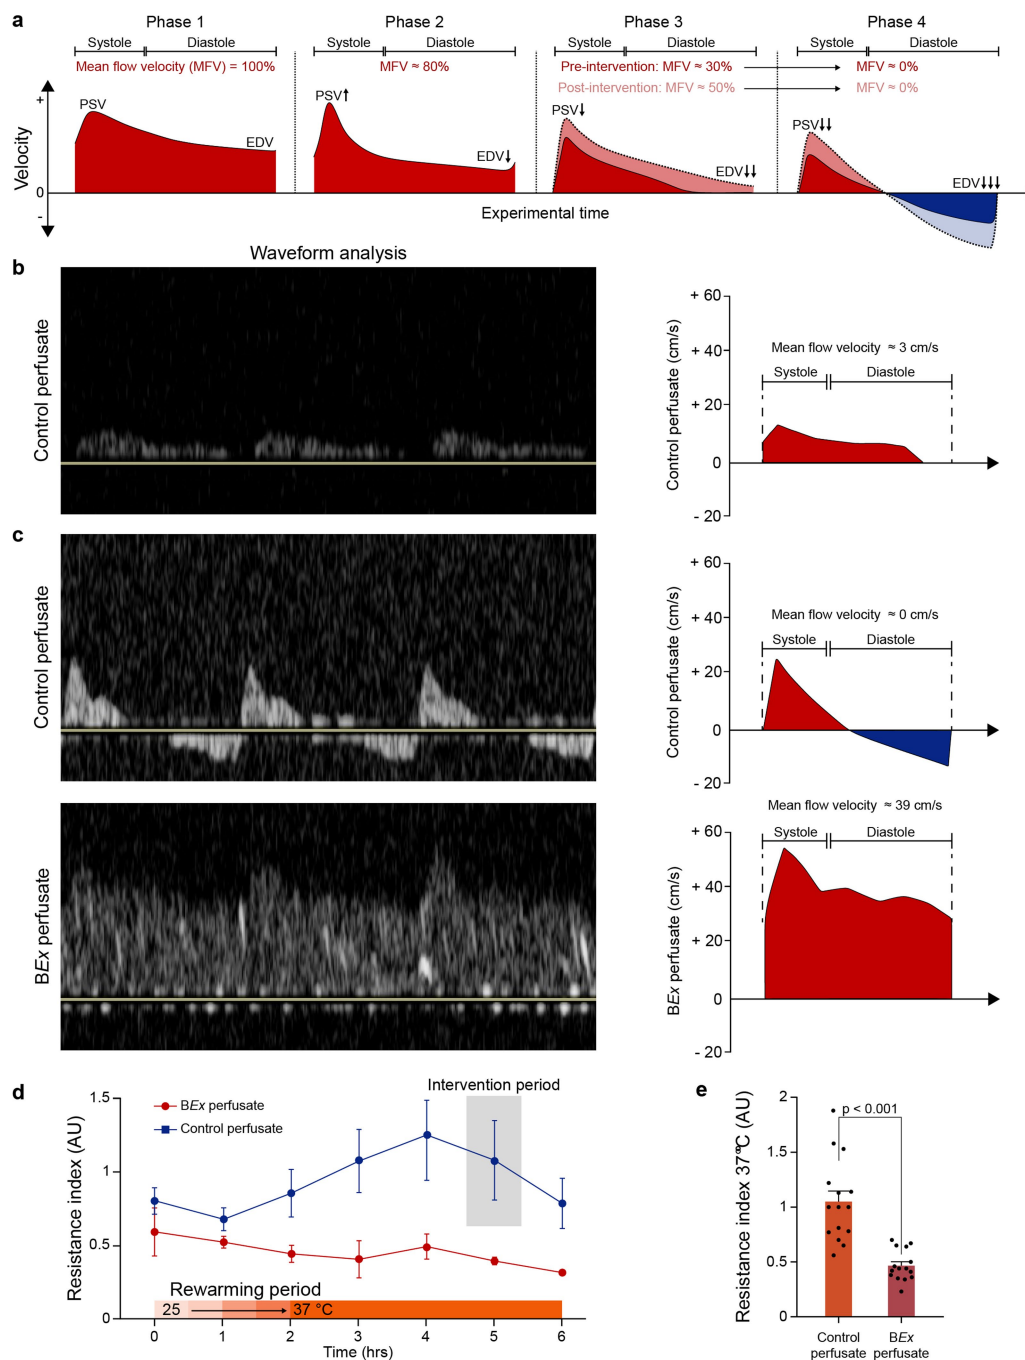 a
Phase 1
Phase 2
Phase 3
Phase 4
Systole
Diastole
Systole
Diastole
Systole
Diastole
Systole
Diastole
Mean flow velocity (MFV) = 100%
MFV ≈ 80%
Pre-intervention: MFV ≈ 30%
MFV ≈ 0%
Post-intervention: MFV ≈ 50%
MFV ≈ 0%
Velocity
+
0
-
PSV
EDV
PSV↑
EDV↓
PSV↓
EDV↓↓
PSV↓↓
EDV↓↓↓
Experimental time
Waveform analysis
b
Control perfusate
Control perfusate (cm/s)
+ 60
+ 40
+ 20
0
- 20
Mean flow velocity ≈ 3 cm/s
Systole
Diastole
c
Control perfusate
Control perfusate (cm/s)
+ 60
+ 40
+ 20
0
- 20
Mean flow velocity ≈ 0 cm/s
Systole
Diastole
BEx perfusate
BEx perfusate (cm/s)
Mean flow velocity ≈ 39 cm/s
+ 60
+ 40
+ 20
0
- 20
Systole
Diastole
d
Resistance index (AU)
1.5
1
0.5
0
BEx perfusate
Control perfusate
Intervention period
Rewarming period
25
37 °C
0
1
2
3
4
5
6
Time (hrs)
e
Resistance index 37°C (AU)
2
1.5
1
0.5
0
p < 0.001
Control
perfusate
BEx
perfusate